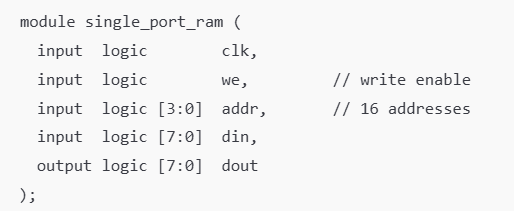 module single_port_ram (
  input  logic        clk,
  input  logic        we,       // write enable
  input  logic [3:0]  addr,     // 16 addresses
  input  logic [7:0]  din,
  output logic [7:0]  dout
);